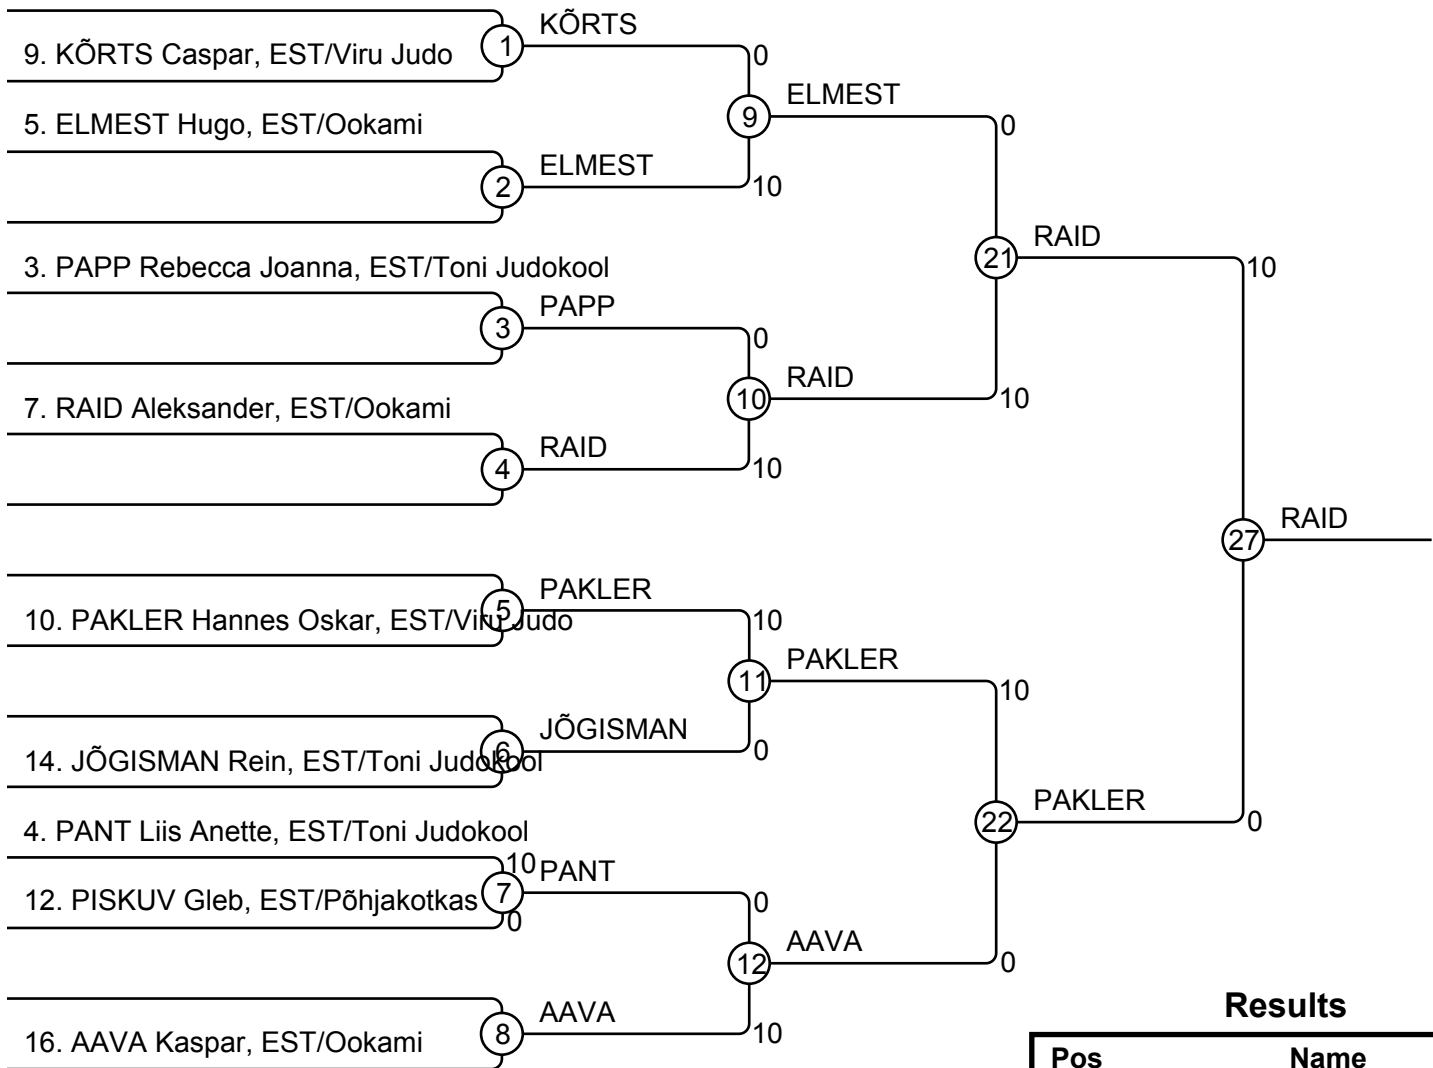 KÕRTS
9. KÕRTS Caspar, EST/Viru Judo
1
0
ELMEST
5. ELMEST Hugo, EST/Ookami
9
0
ELMEST
2
10
RAID
3. PAPP Rebecca Joanna, EST/Toni Judokool
21
10
PAPP
3
0
RAID
7. RAID Aleksander, EST/Ookami
10
10
RAID
4
10
RAID
27
PAKLER
10. PAKLER Hannes Oskar, EST/Viru Judo
5
10
PAKLER
11
10
JÕGISMAN
14. JÕGISMAN Rein, EST/Toni Judokool
6
0
PAKLER
4. PANT Liis Anette, EST/Toni Judokool
22
0
10
PANT
12. PISKUV Gleb, EST/Põhjakotkas
7
0
0
AAVA
12
0
AAVA
16. AAVA Kaspar, EST/Ookami
8
10
Results
Pos Name